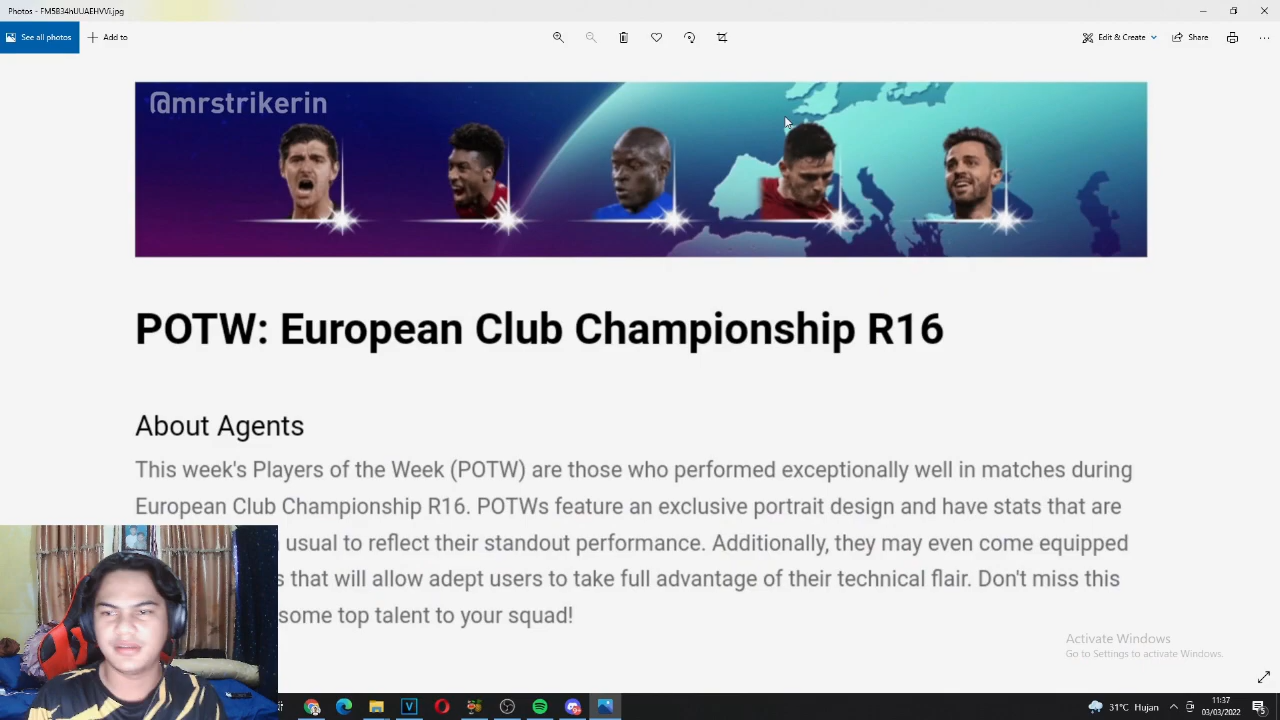 Photos - FM5B34hUUAEHVVl.jpg
See all photos
Add to
Edit & Create
Share
@mrstrikerin
POTW: European Club Championship R16
About Agents
This week's Players of the Week (POTW) are those who performed exceptionally well in matches during
European Club Championship R16. POTWs feature an exclusive portrait design and have stats that are
usual to reflect their standout performance. Additionally, they may even come equipped
s that will allow adept users to take full advantage of their technical flair. Don't miss this
some top talent to your squad!
Activate Windows
Go to Settings to activate Windows.
31°C Hujan
11:37
03/03/2022